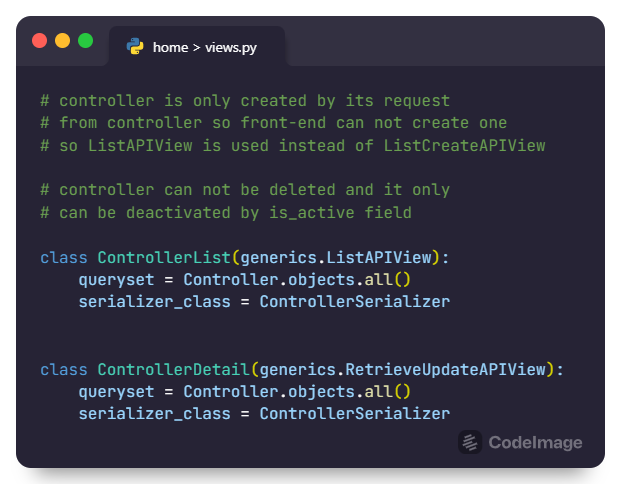 home > views.py
# controller is only created by its request
# from controller so front-end can not create one
# so ListAPIView is used instead of ListCreateAPIView
# controller can not be deleted and it only
# can be deactivated by is_active field
class ControllerList(generics.ListAPIView):
    queryset = Controller.objects.all()
    serializer_class = ControllerSerializer
class ControllerDetail(generics.RetrieveUpdateAPIView):
    queryset = Controller.objects.all()
    serializer_class = ControllerSerializer
CodeImage